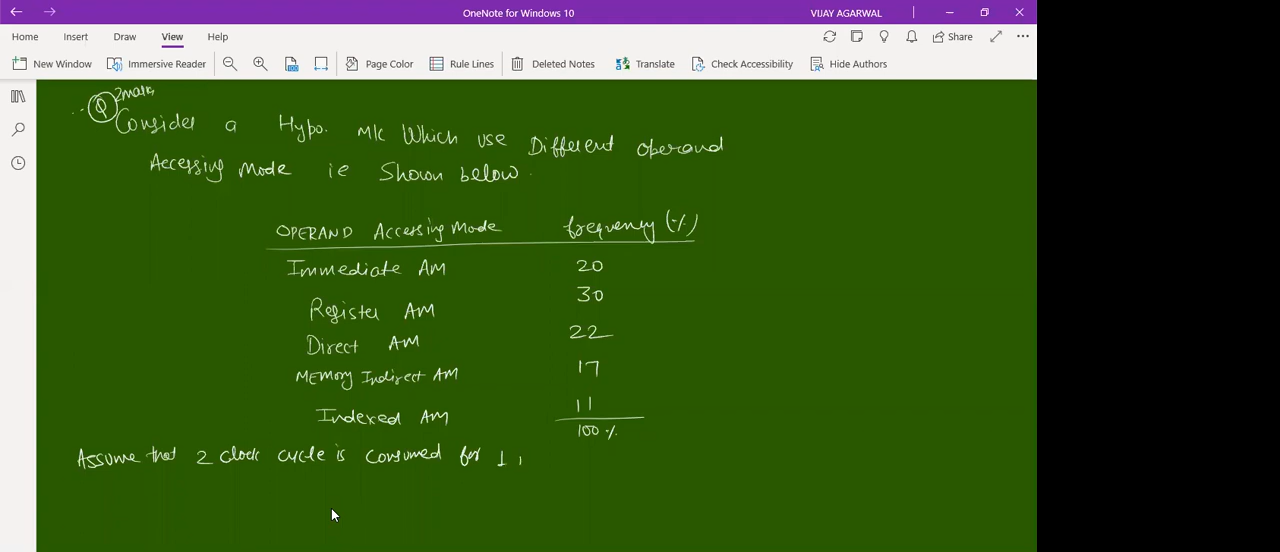 OneNote for Windows 10
VIJAY AGARWAL
Home Insert Draw View Help
Share
New Window Immersive Reader Page Color Rule Lines Deleted Notes Translate Check Accessibility Hide Authors
Q 2 mark
Consider a Hypo. M/c Which use Different operand
Accessing Mode ie Shown below.
OPERAND Accessing Mode frequency (%)
Immediate AM 20
Register AM 30
Direct AM 22
MEMORY Indirect AM 17
Indexed AM 11
100 %
Assume that 2 clock cycle is consumed for 1